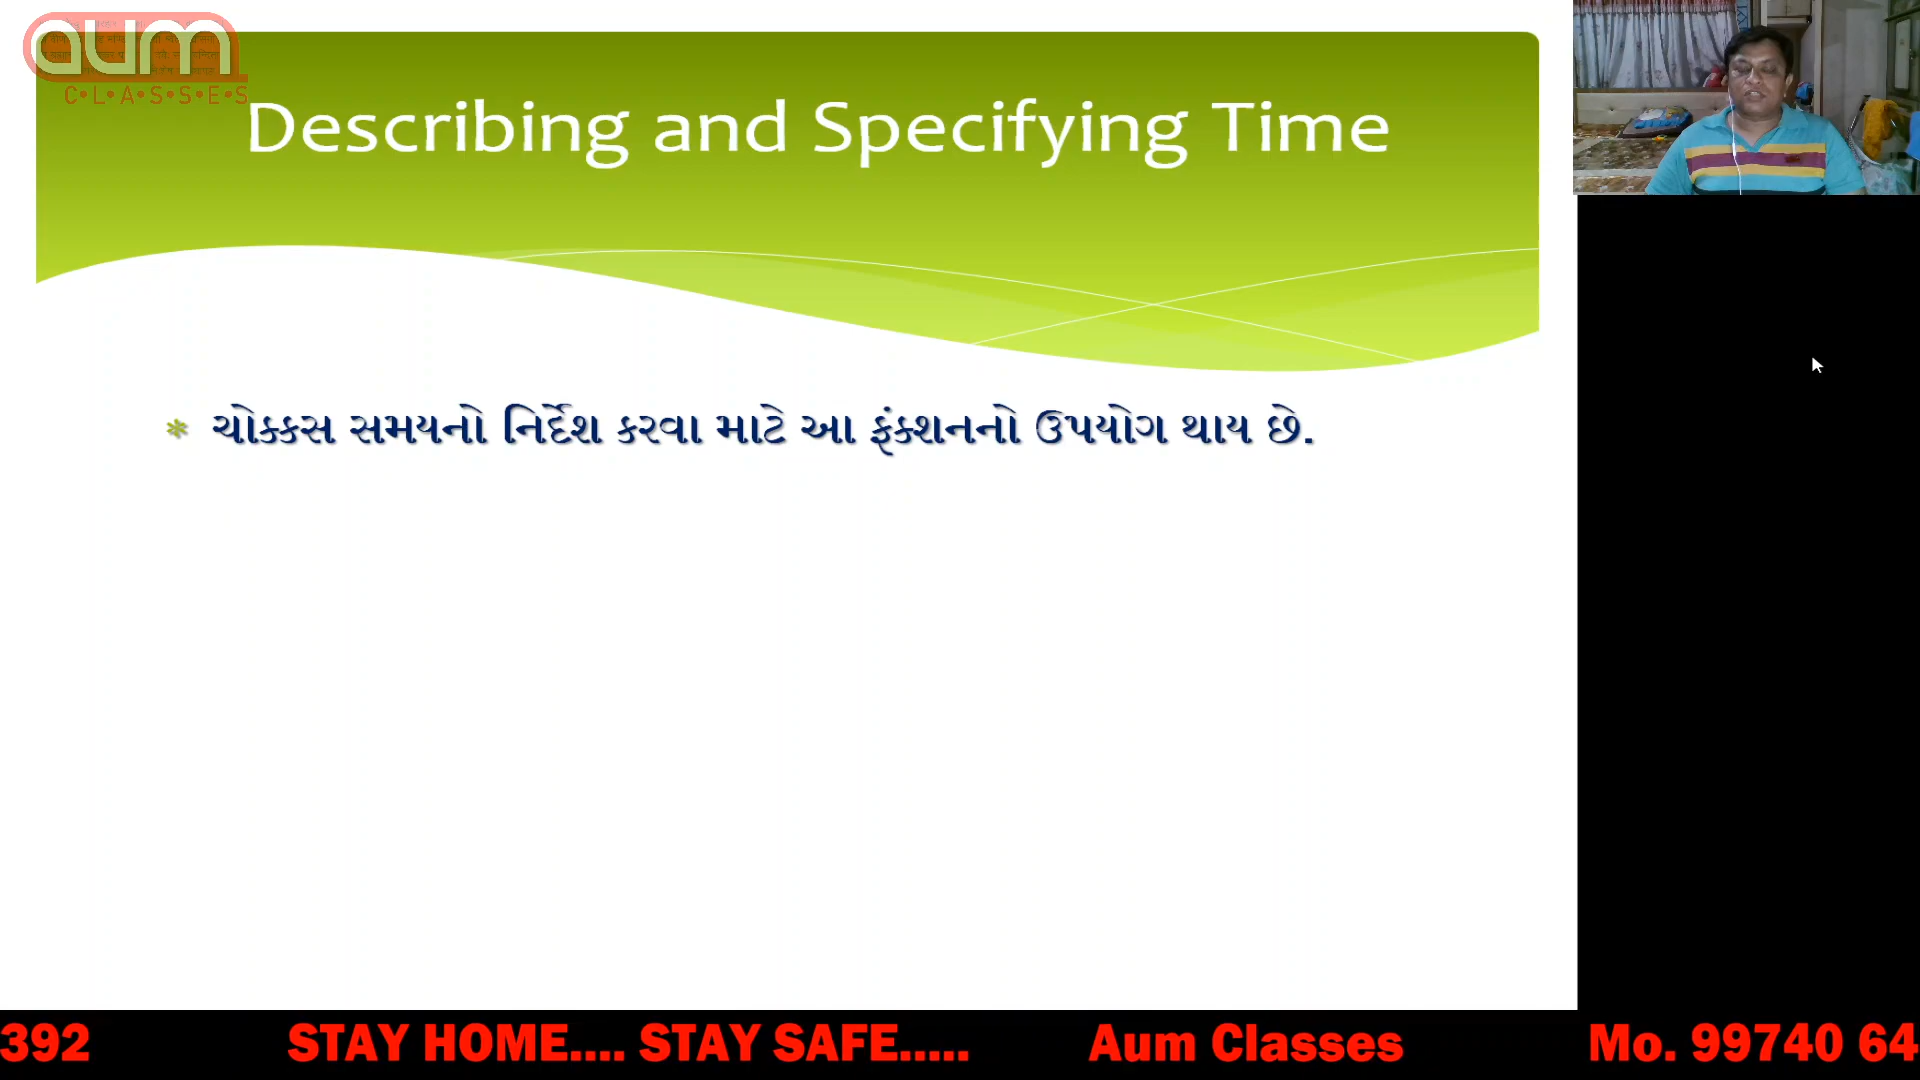 aum
C•L•A•S•S•E•S
Describing and Specifying Time
* ચોક્કસ સમયનો નિર્દેશ કરવા માટે આ ફંક્શનનો ઉપયોગ થાય છે.
392 STAY HOME.... STAY SAFE..... Aum Classes Mo. 99740 64